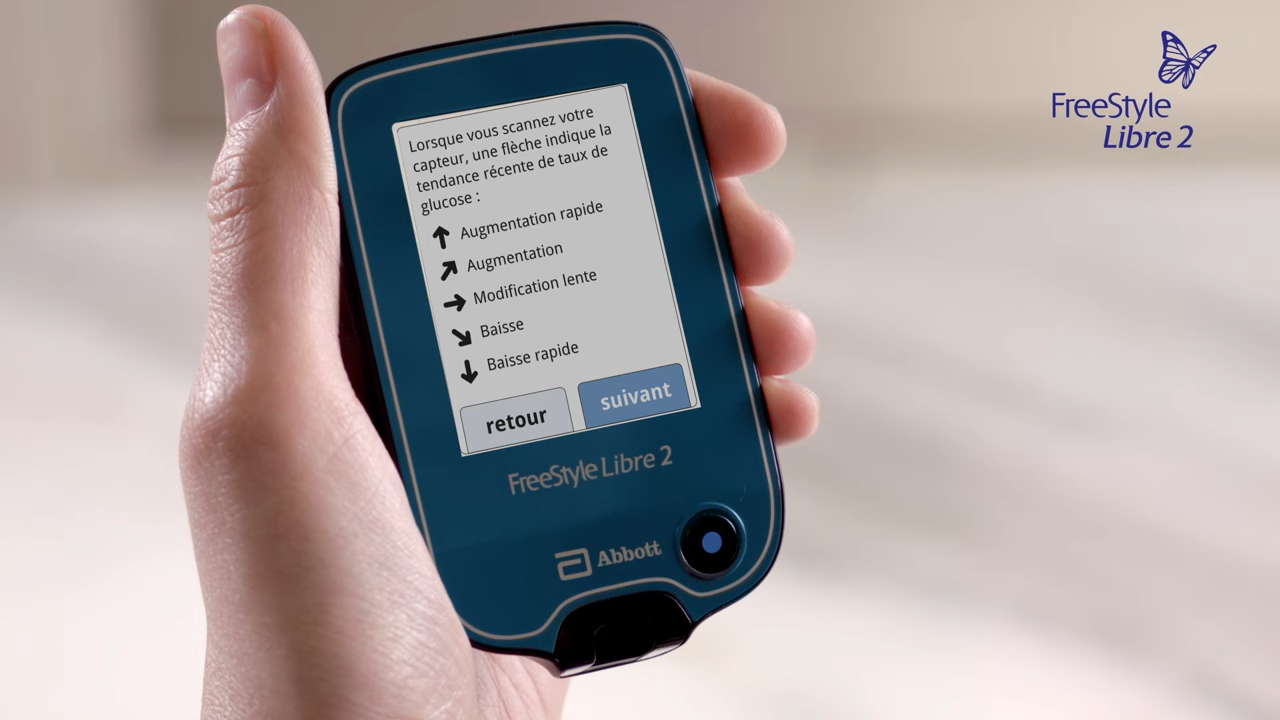 Lorsque vous scannez votre
capteur, une flèche indique la
tendance récente de taux de
glucose :
Augmentation rapide
Augmentation
Modification lente
Baisse
Baisse rapide
retour
suivant
FreeStyle Libre 2
Abbott
FreeStyle
Libre 2